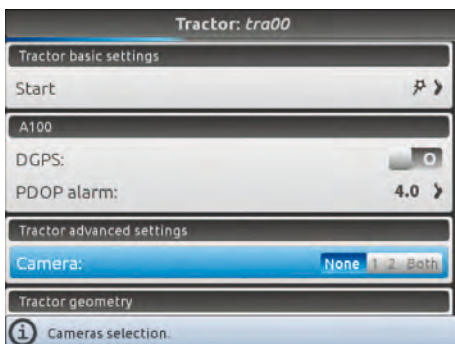 Tractor: tra00
Tractor basic settings
Start
A100
DGPS: O
PDOP alarm: 4.0
Tractor advanced settings
Camera: None 1 2 Both
Tractor geometry
i Cameras selection.